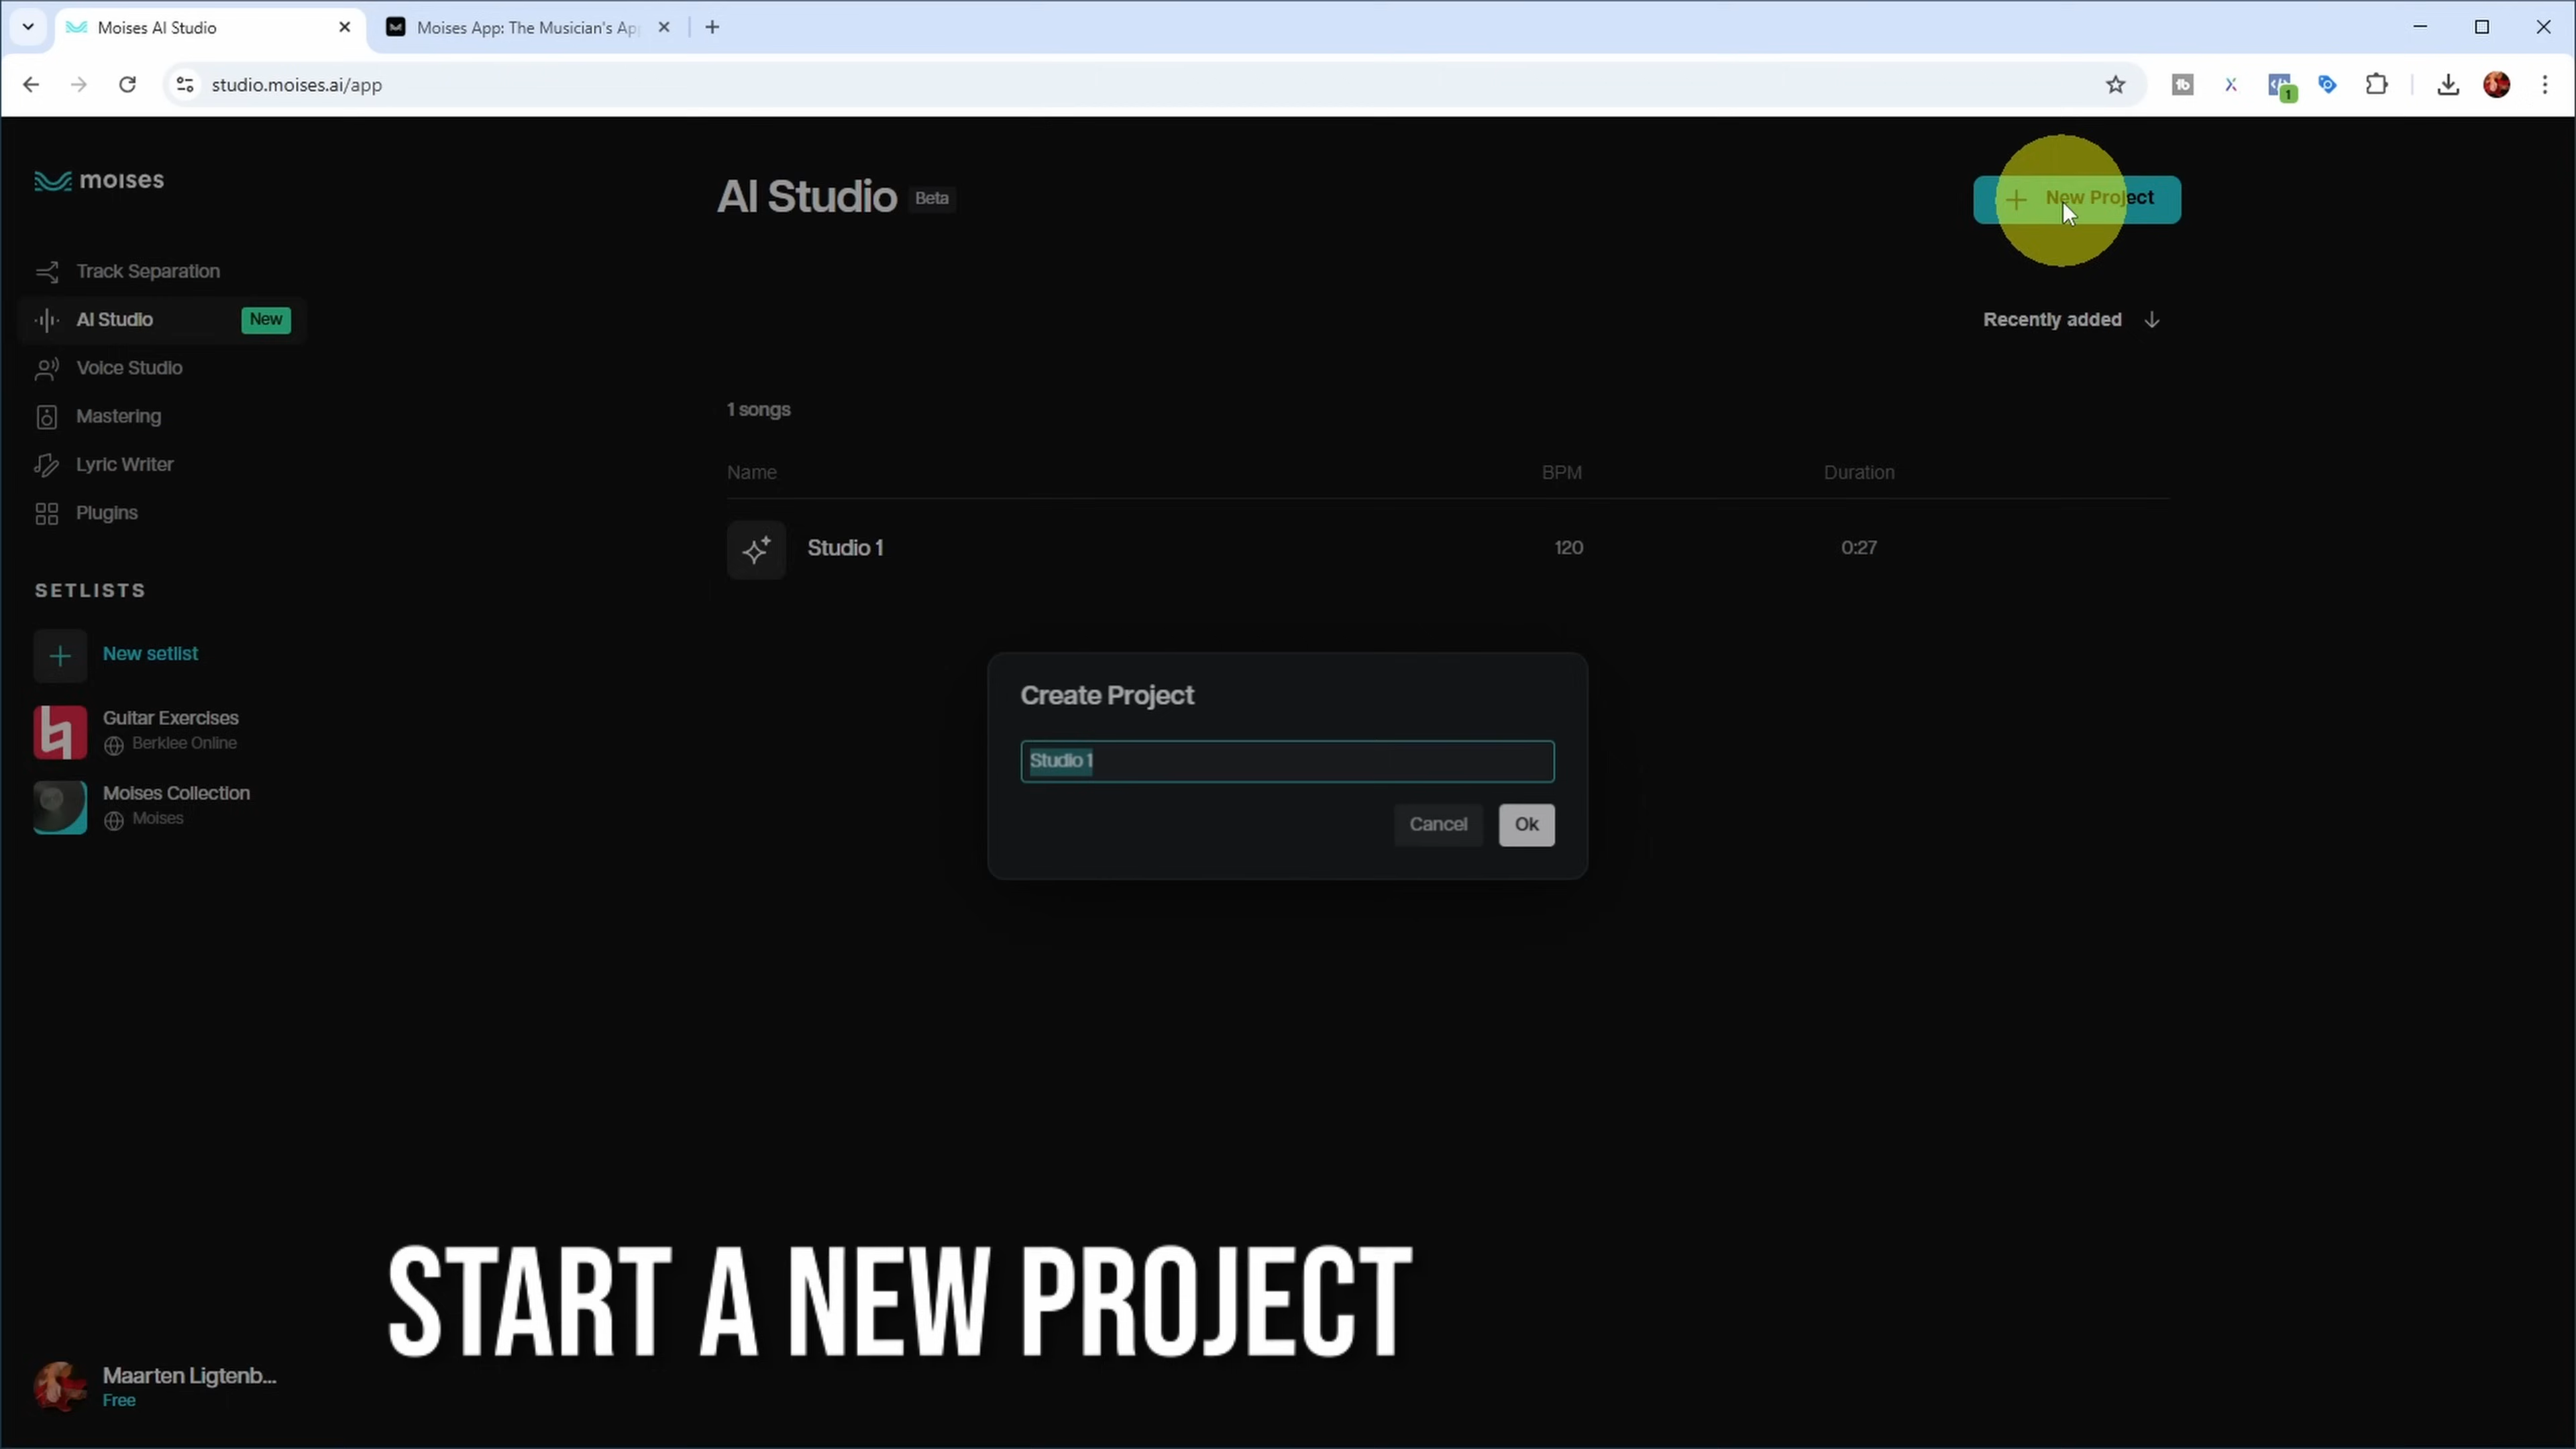 Moises AI Studio
Moises App: The Musician's Ap
studio.moises.ai/app
1
moises
AI Studio
Beta
New Project
Track Separation
AI Studio
New
Voice Studio
Mastering
Lyric Writer
Plugins
Recently added
1 songs
Name
BPM
Duration
Studio 1
120
0:27
SETLISTS
New setlist
Guitar Exercises
Berklee Online
Moises Collection
Moises
Create Project
Studio 1
Cancel
Ok
START A NEW PROJECT
Maarten Ligtenb...
Free